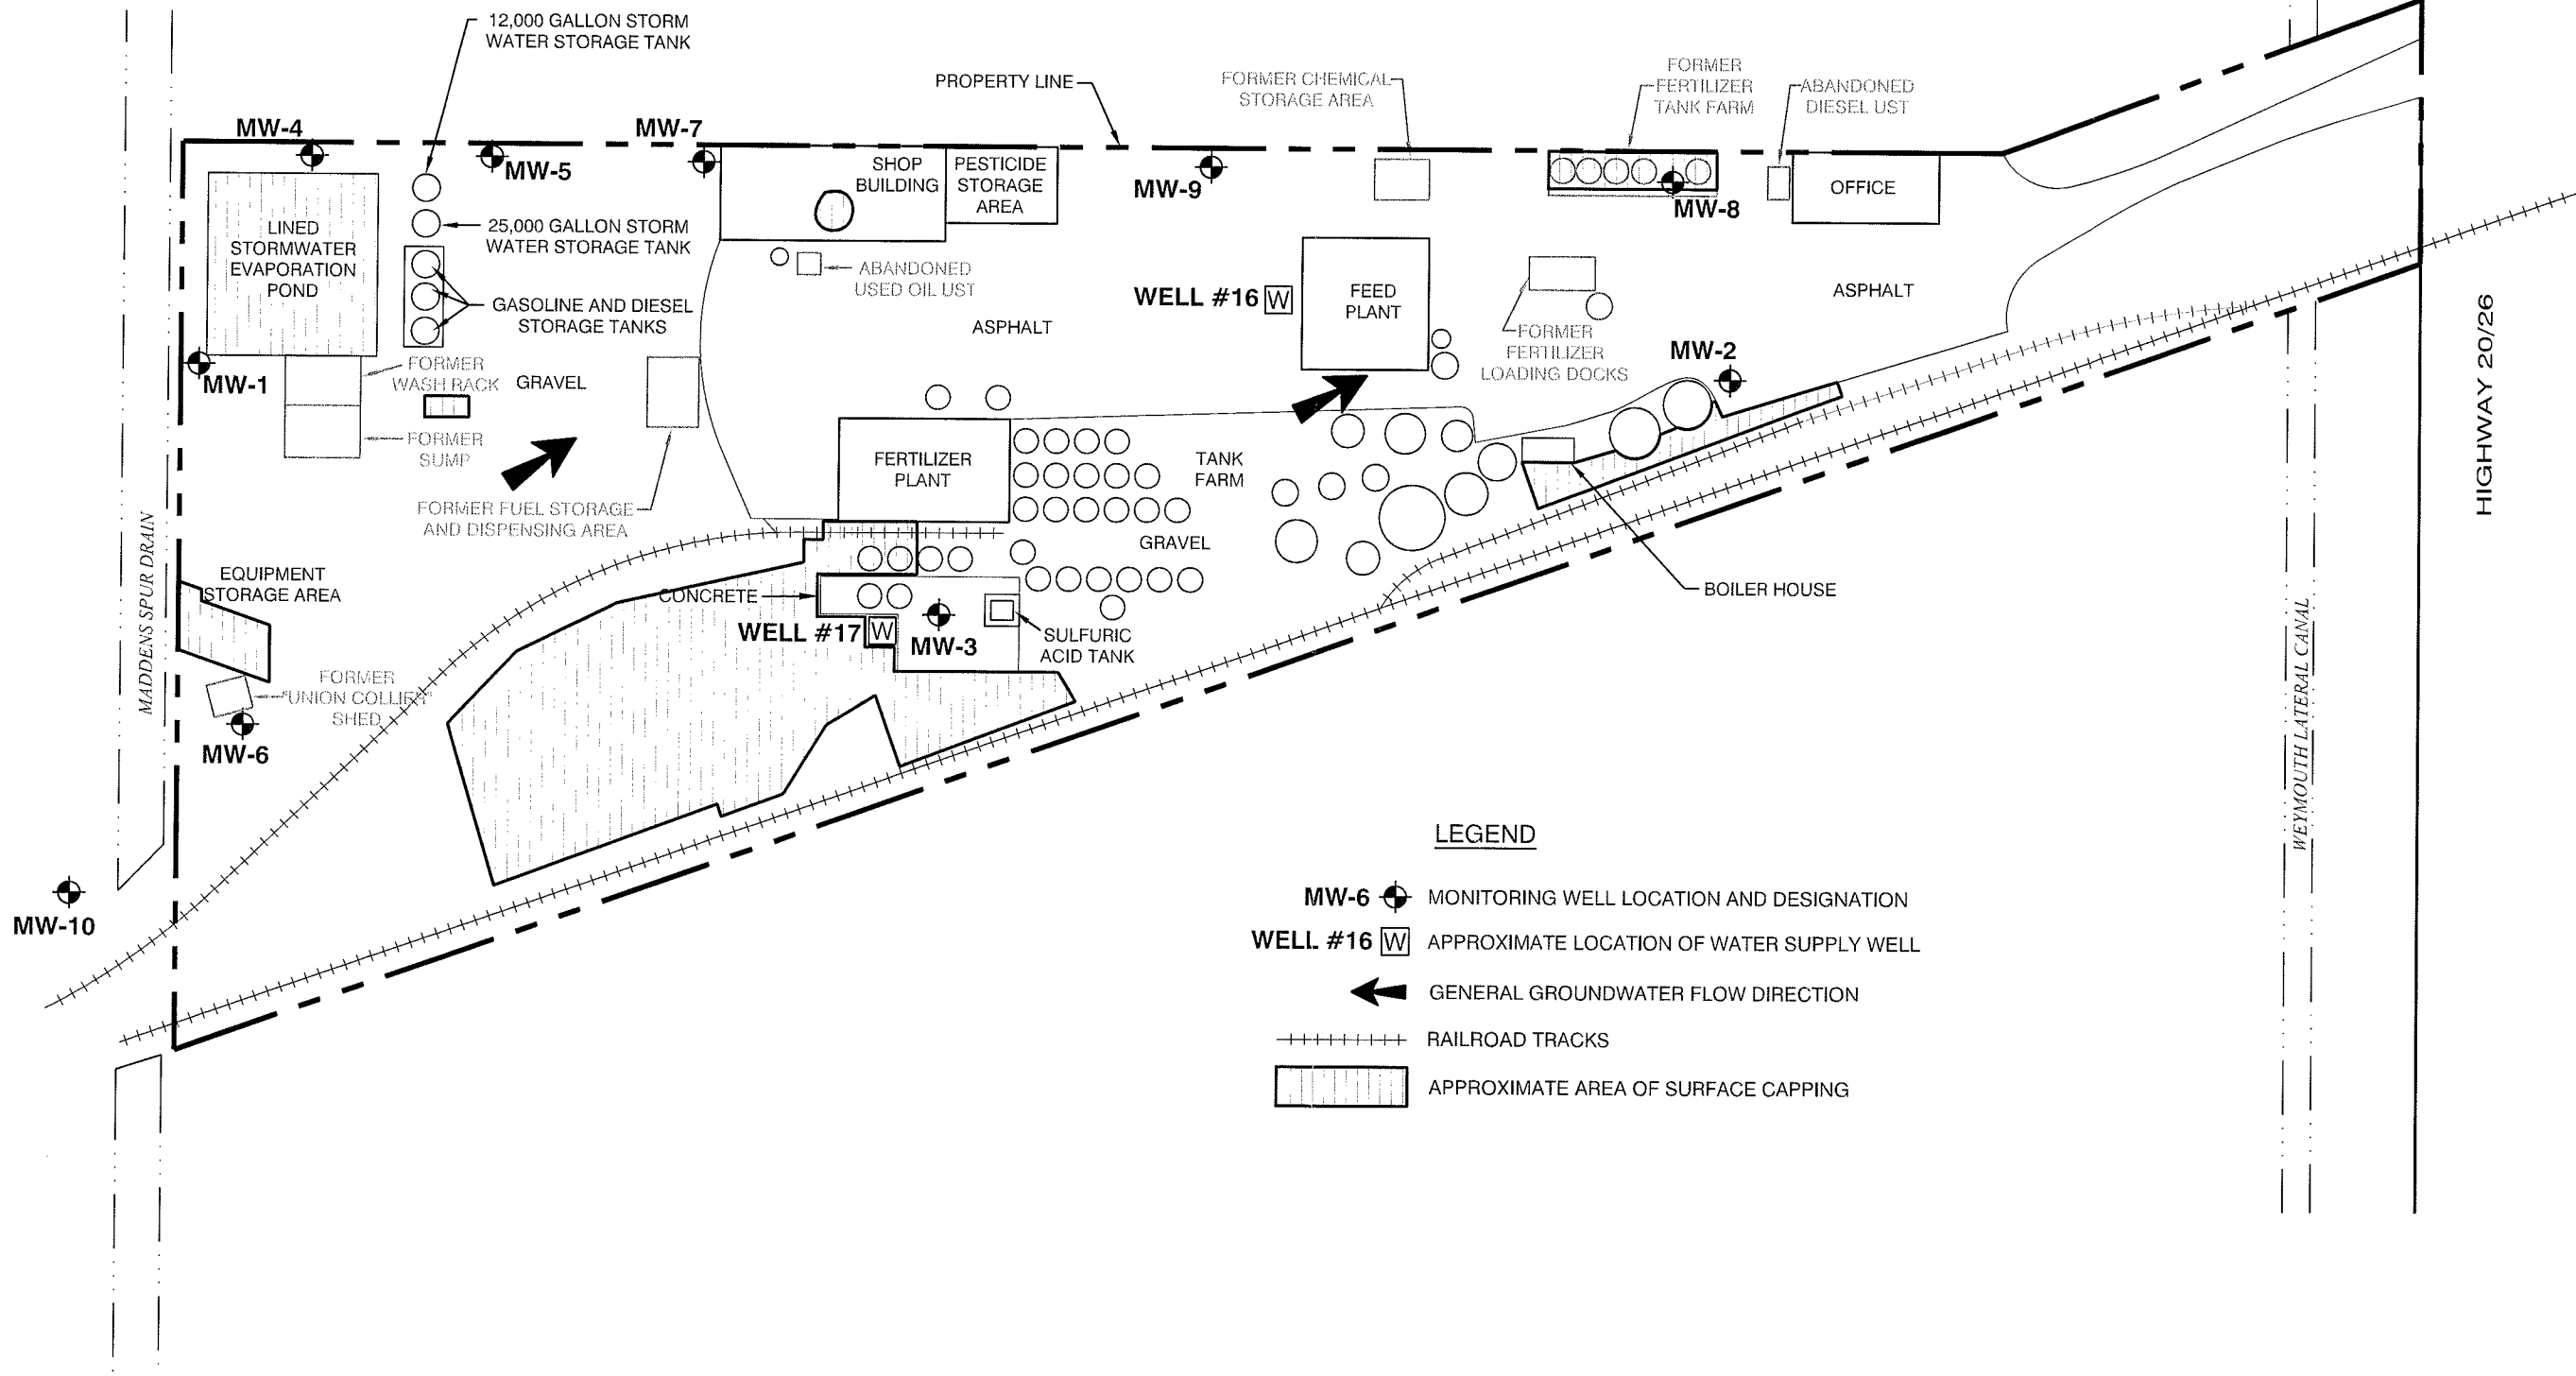 12,000 GALLON STORM
WATER STORAGE TANK
PROPERTY LINE
FORMER CHEMICAL
STORAGE AREA
FORMER
FERTILIZER
TANK FARM
ABANDONED
DIESEL UST
MW-4
MW-5
MW-7
SHOP
BUILDING
PESTICIDE
STORAGE
AREA
MW-9
MW-8
OFFICE
LINED
STORMWATER
EVAPORATION
POND
25,000 GALLON STORM
WATER STORAGE TANK
GASOLINE AND DIESEL
STORAGE TANKS
ABANDONED
USED OIL UST
ASPHALT
WELL #16 W
FEED
PLANT
ASPHALT
FORMER
FERTILIZER
LOADING DOCKS
MW-2
HIGHWAY 20/26
MW-1
FORMER
WASH RACK
GRAVEL
FORMER
SUMP
FORMER FUEL STORAGE
AND DISPENSING AREA
FERTILIZER
PLANT
TANK
FARM
GRAVEL
MADDENS SPUR DRAIN
EQUIPMENT
STORAGE AREA
CONCRETE
WELL #17 W
MW-3
SULFURIC
ACID TANK
BOILER HOUSE
FORMER
"UNION COLLIER"
SHED
MW-6
WEYMOUTH LATERAL CANAL
MW-10
LEGEND
MW-6 MONITORING WELL LOCATION AND DESIGNATION
WELL #16 W APPROXIMATE LOCATION OF WATER SUPPLY WELL
GENERAL GROUNDWATER FLOW DIRECTION
RAILROAD TRACKS
APPROXIMATE AREA OF SURFACE CAPPING